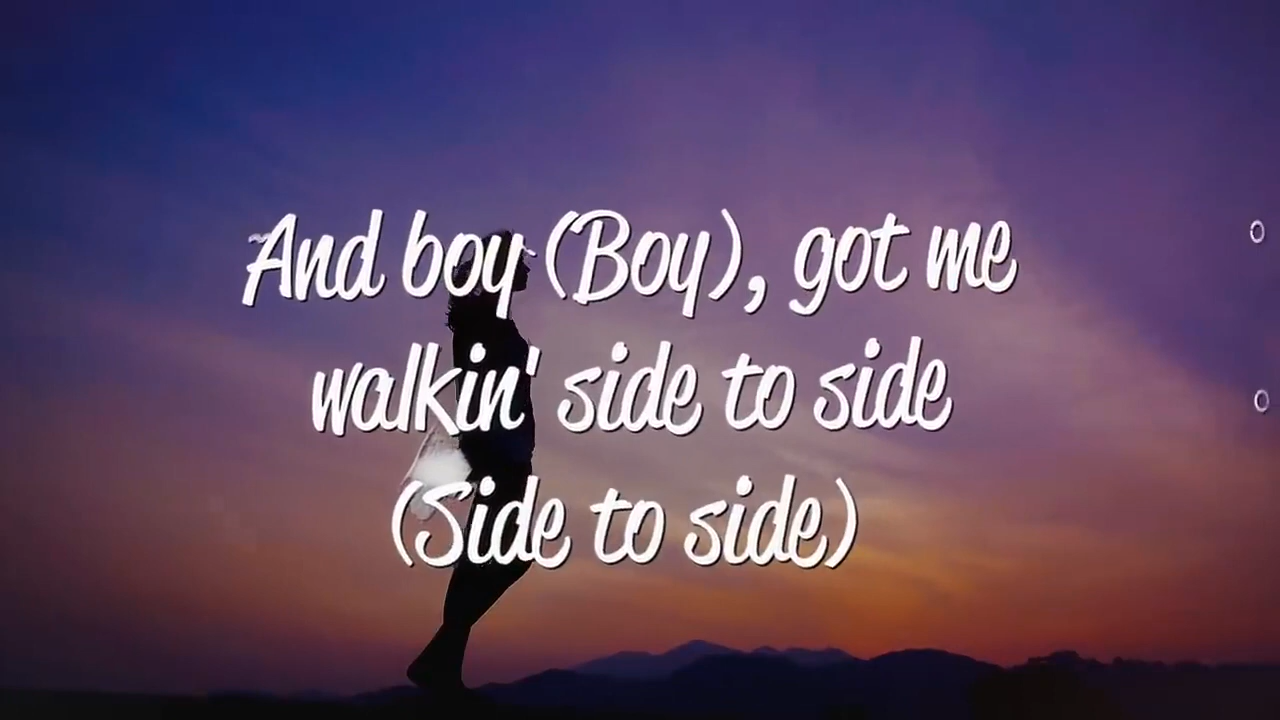 And boy (Boy), got me
walkin' side to side
(Side to side)